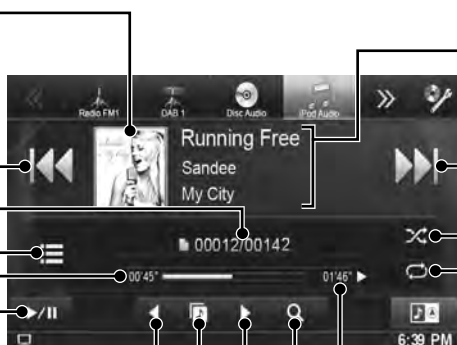 Radio FM1 DAB 1 Disc Audio iPod Audio
Running Free
Sandee
My City
00012/00142
00'45" 01'46"
6:39 PM